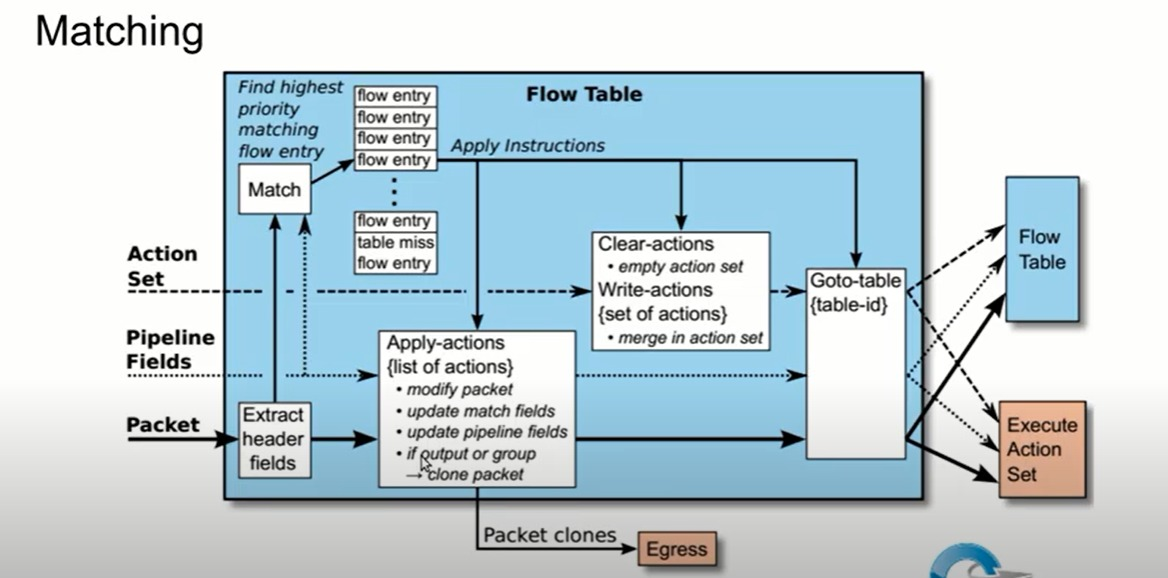 Matching
Flow Table
Find highest
priority
matching
flow entry
flow entry
flow entry
flow entry
flow entry
flow entry
table miss
flow entry
Apply Instructions
Match
Action
Set
Clear-actions
• empty action set
Write-actions
{set of actions}
• merge in action set
Goto-table
{table-id}
Flow
Table
Pipeline
Fields
Apply-actions
{list of actions}
• modify packet
• update match fields
• update pipeline fields
• if output or group
→ clone packet
Packet
Extract
header
fields
Execute
Action
Set
Packet clones
Egress